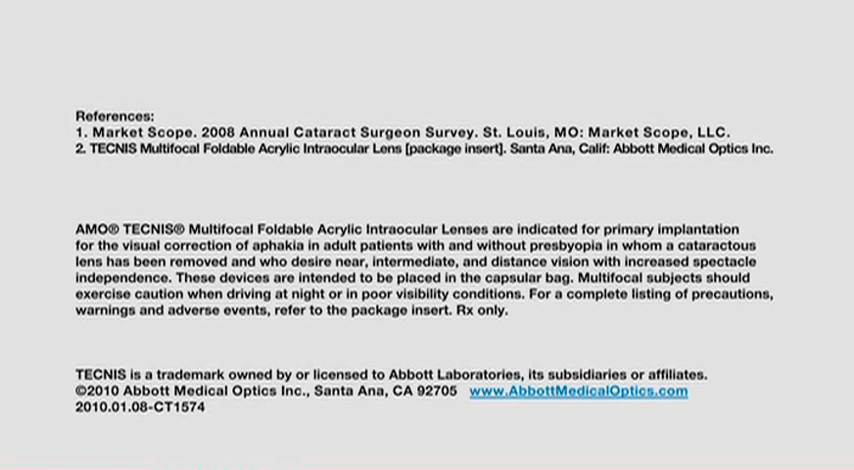 References:
1. Market Scope. 2008 Annual Cataract Surgeon Survey. St. Louis, MO: Market Scope, LLC.
2. TECNIS Multifocal Foldable Acrylic Intraocular Lens [package insert]. Santa Ana, Calif: Abbott Medical Optics Inc.
AMO® TECNIS® Multifocal Foldable Acrylic Intraocular Lenses are indicated for primary implantation
for the visual correction of aphakia in adult patients with and without presbyopia in whom a cataractous
lens has been removed and who desire near, intermediate, and distance vision with increased spectacle
independence. These devices are intended to be placed in the capsular bag. Multifocal subjects should
exercise caution when driving at night or in poor visibility conditions. For a complete listing of precautions,
warnings and adverse events, refer to the package insert. Rx only.
TECNIS is a trademark owned by or licensed to Abbott Laboratories, its subsidiaries or affiliates.
©2010 Abbott Medical Optics Inc., Santa Ana, CA 92705 www.AbbottMedicalOptics.com
2010.01.08-CT1574